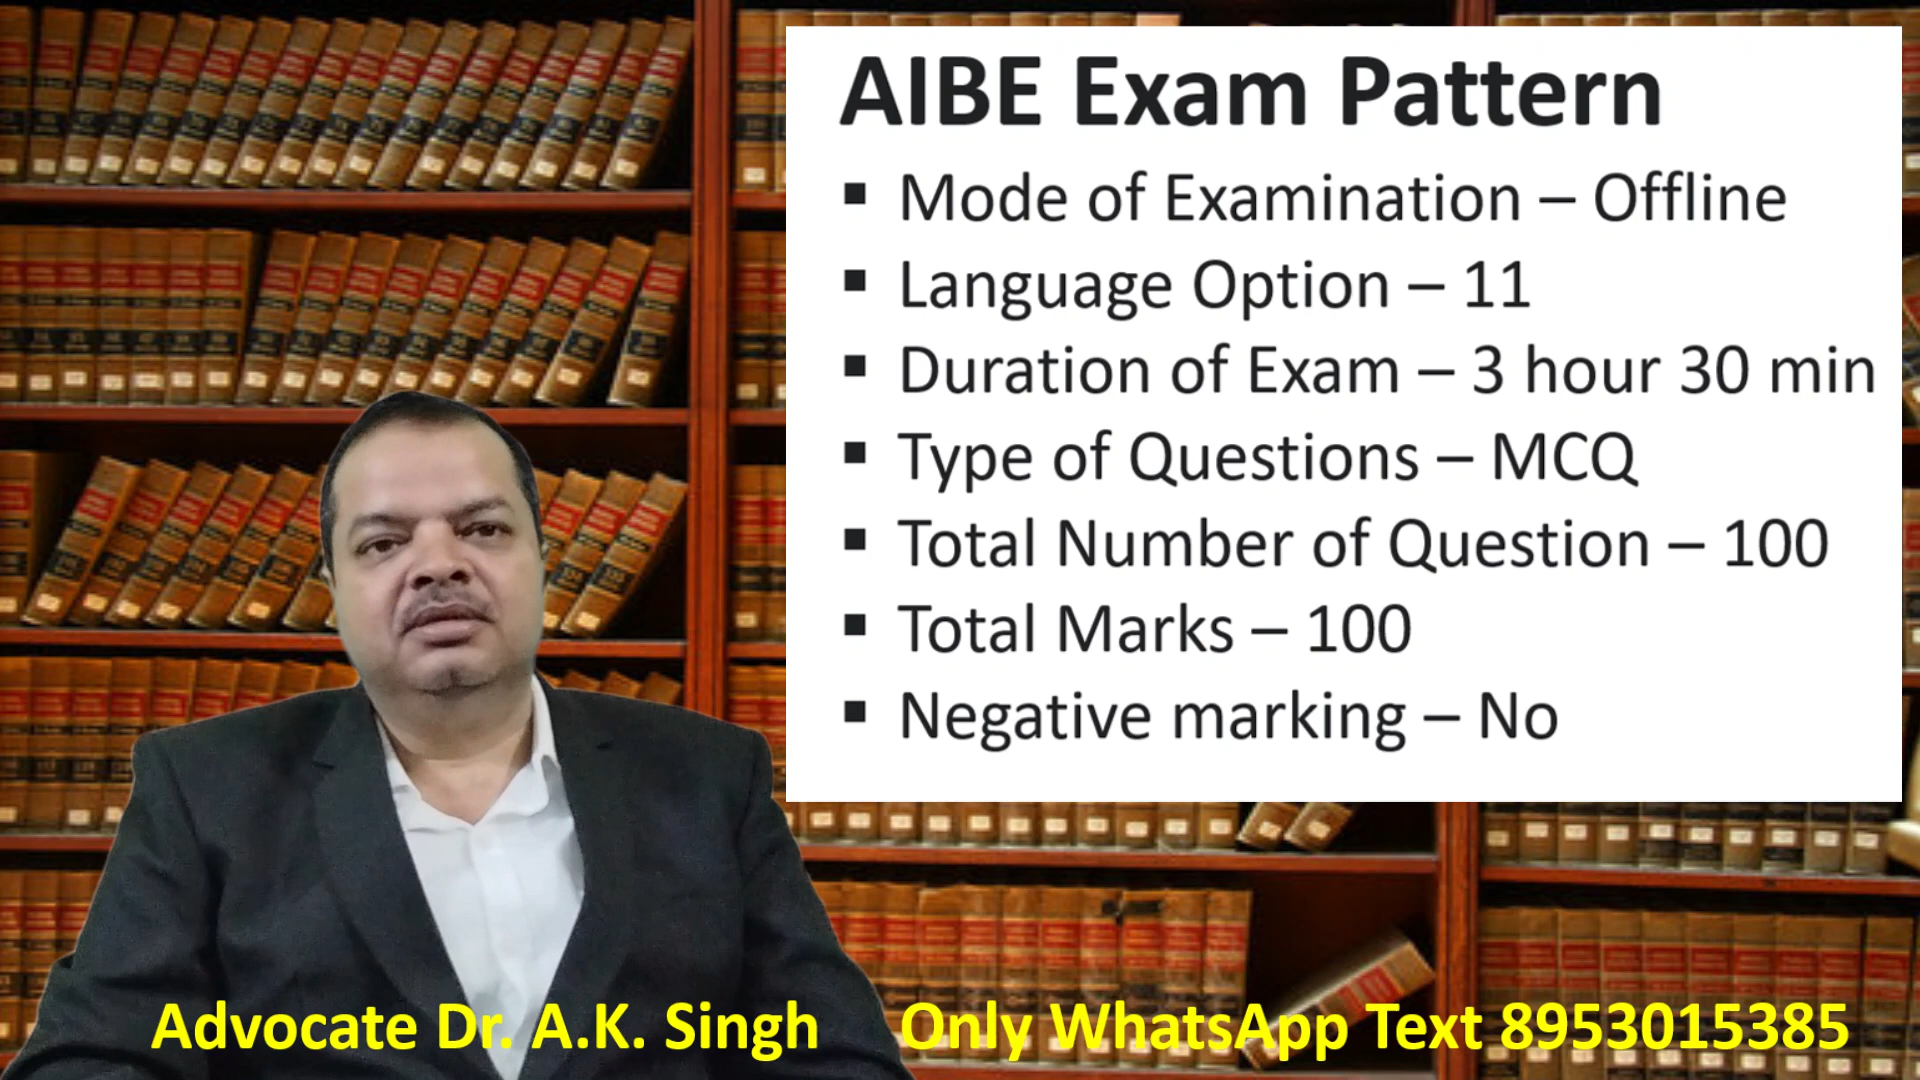 AIBE Exam Pattern
▪ Mode of Examination – Offline
▪ Language Option – 11
▪ Duration of Exam – 3 hour 30 min
▪ Type of Questions – MCQ
▪ Total Number of Question – 100
▪ Total Marks – 100
▪ Negative marking – No
Advocate Dr. A.K. Singh
Only WhatsApp Text 8953015385